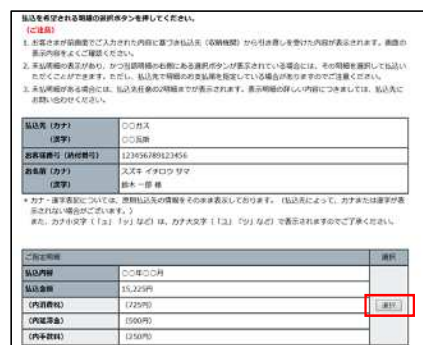 払込を希望される明細の選択ボタンを押してください。
(ご注意)
1. お客さまが前画面でご入力された内容に基づき払込先（収納機関）から引き渡しを受けた内容が表示されます。画面の
表示内容をよくご確認ください。
2. 未払明細の表示があり、かつ当該明細の右側にある選択ボタンが表示されている場合には、その明細を選択して払込い
ただくことができます。ただし、払込先で明細のお支払順を指定している場合がありますのでご注意ください。
3. 未払明細がある場合には、払込先任意の2明細までが表示されます。表示明細の詳しい内容につきましては、払込先に
お問い合わせください。
払込先（カナ） ○○ガス
（漢字） ○○瓦斯
お客様番号（納付番号） 123456789123456
お名前（カナ） スズキ イチロウ サマ
（漢字） 鈴木 一郎 様
* カナ・漢字表記については、原則払込先の情報をそのまま表示しております。（払込先によって、カナまたは漢字が表
示されない場合がございます。）
また、カナ小文字（「ュ」「ッ」など）は、カナ大文字（「ユ」「ツ」など）で表示されますのでご了承ください。
ご指定明細 選択
払込内容 ○○年○○月
払込金額 15,225円
（内消費税） (725円) 選択
（内延滞金） (500円)
（内手数料） (250円)